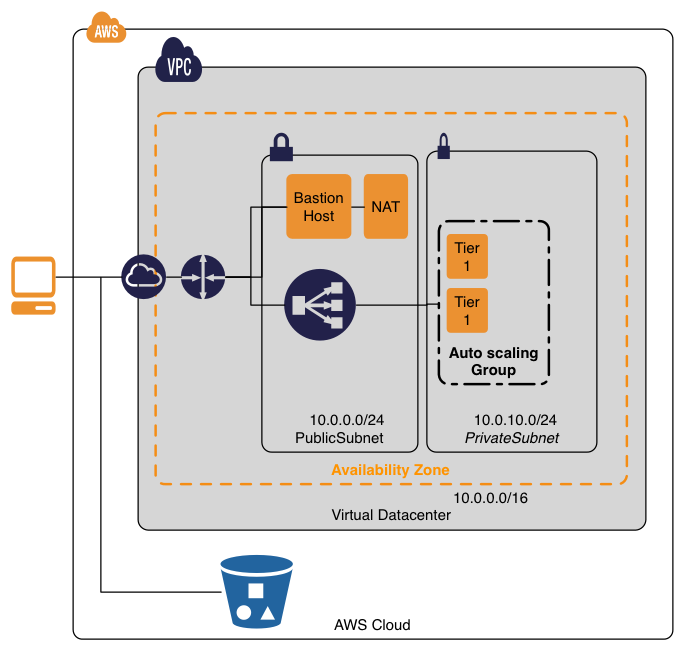 AWS
VPC
Bastion
Host
NAT
Tier
1
Tier
1
Auto scaling
Group
10.0.0.0/24
PublicSubnet
10.0.10.0/24
PrivateSubnet
Availability Zone
10.0.0.0/16
Virtual Datacenter
AWS Cloud